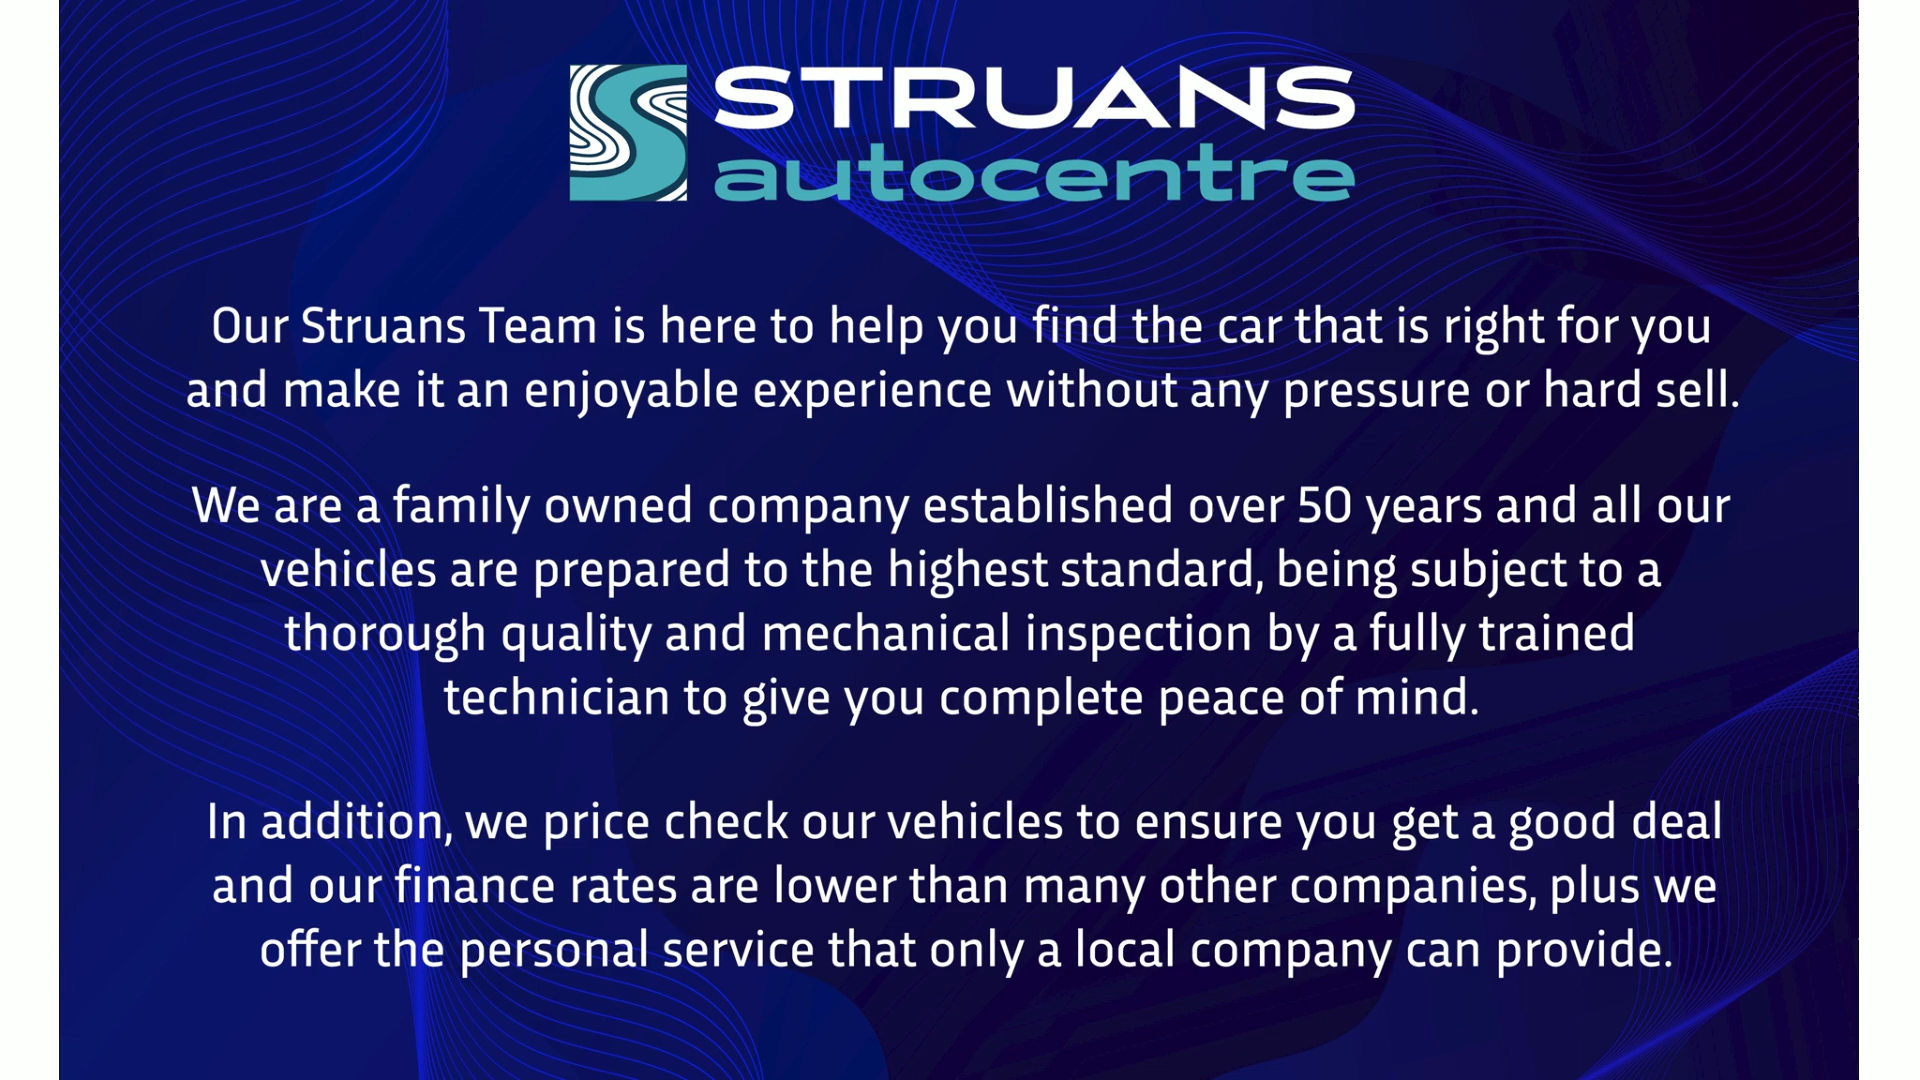 STRUANS
autocentre
Our Struans Team is here to help you find the car that is right for you
and make it an enjoyable experience without any pressure or hard sell.
We are a family owned company established over 50 years and all our
vehicles are prepared to the highest standard, being subject to a
thorough quality and mechanical inspection by a fully trained
technician to give you complete peace of mind.
In addition, we price check our vehicles to ensure you get a good deal
and our finance rates are lower than many other companies, plus we
offer the personal service that only a local company can provide.